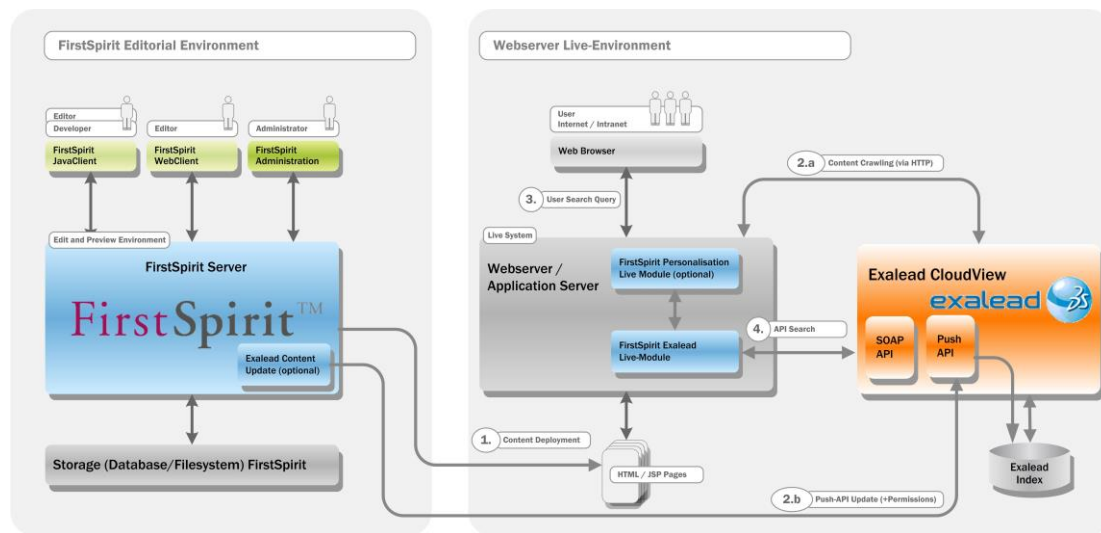 FirstSpirit Editorial Environment
Editor
Developer
FirstSpirit
JavaClient
Editor
FirstSpirit
WebClient
Administrator
FirstSpirit
Administration
Edit and Preview Environment
FirstSpirit Server
FirstSpirit™
Exalead Content
Update (optional)
Storage (Database/Filesystem) FirstSpirit
Webserver Live-Environment
User
Internet / Intranet
Web Browser
3. User Search Query
2.a Content Crawling (via HTTP)
Live System
Webserver /
Application Server
FirstSpirit Personalisation
Live Module (optional)
FirstSpirit Exalead
Live-Module
4. API Search
Exalead CloudView
exalead
SOAP
API
Push
API
1. Content Deployment
HTML / JSP Pages
2.b Push-API Update (+Permissions)
Exalead
Index